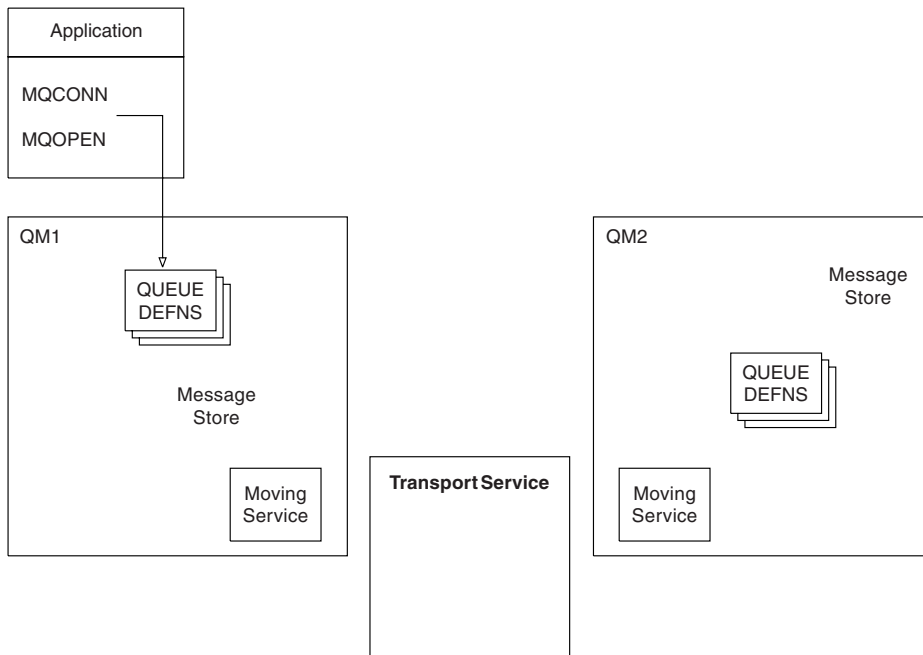 Application
MQCONN
MQOPEN
QM1
QUEUE
DEFNS
Message
Store
Moving
Service
Transport Service
QM2
Message
Store
QUEUE
DEFNS
Moving
Service